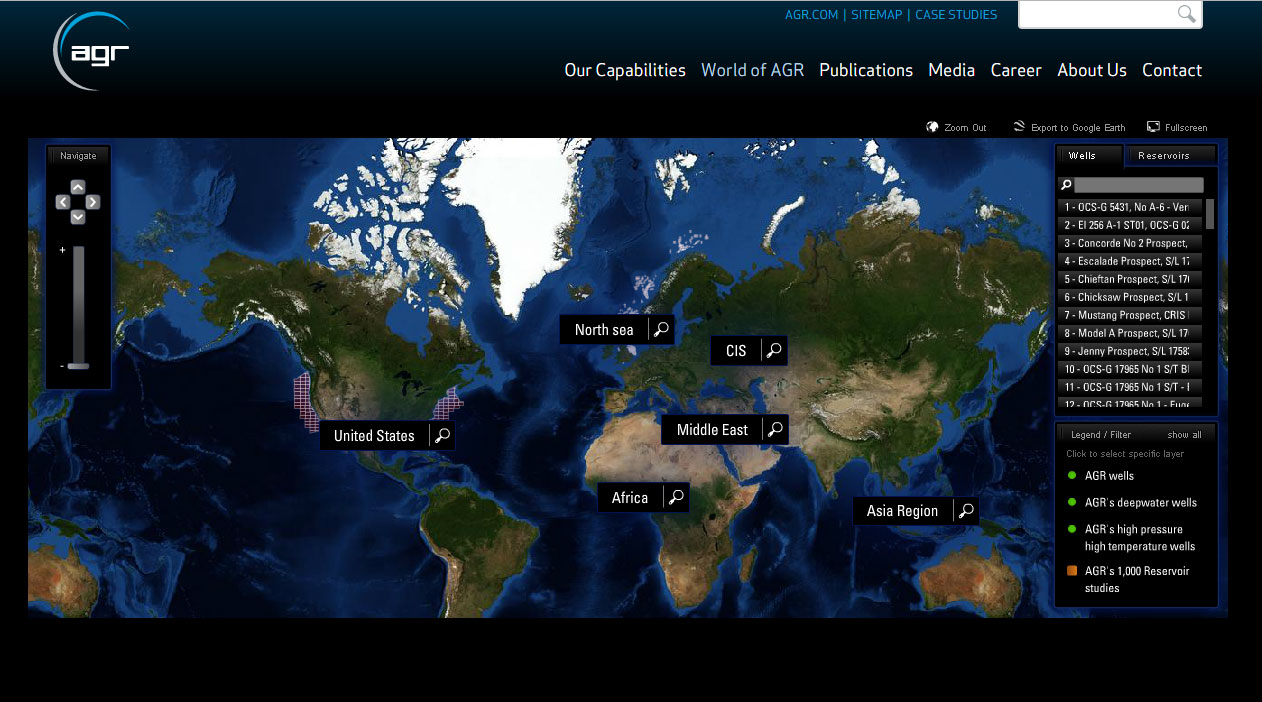 AGR.COM | SITEMAP | CASE STUDIES
agr
Our Capabilities World of AGR Publications Media Career About Us Contact
Zoom Out Export to Google Earth Fullscreen
Navigate
+
-
North sea
CIS
United States
Middle East
Africa
Asia Region
Wells Reservoirs
1 - OCS-G 5431, No A-6 - Ver
2 - EI 256 A-1 ST01, OCS-G 02
3 - Concorde No 2 Prospect,
4 - Escalade Prospect, S/L 17
5 - Chieftan Prospect, S/L 170
6 - Chicksaw Prospect, S/L 1
7 - Mustang Prospect, CRIS
8 - Model A Prospect, S/L 17
9 - Jenny Prospect, S/L 1758
10 - OCS-G 17965 No 1 S/T B
11 - OCS-G 17965 No 1 S/T -
12 - OCS-G 17965 No 1 - Euge
Legend / Filter show all
Click to select specific layer
AGR wells
AGR's deepwater wells
AGR's high pressure
high temperature wells
AGR's 1,000 Reservoir
studies